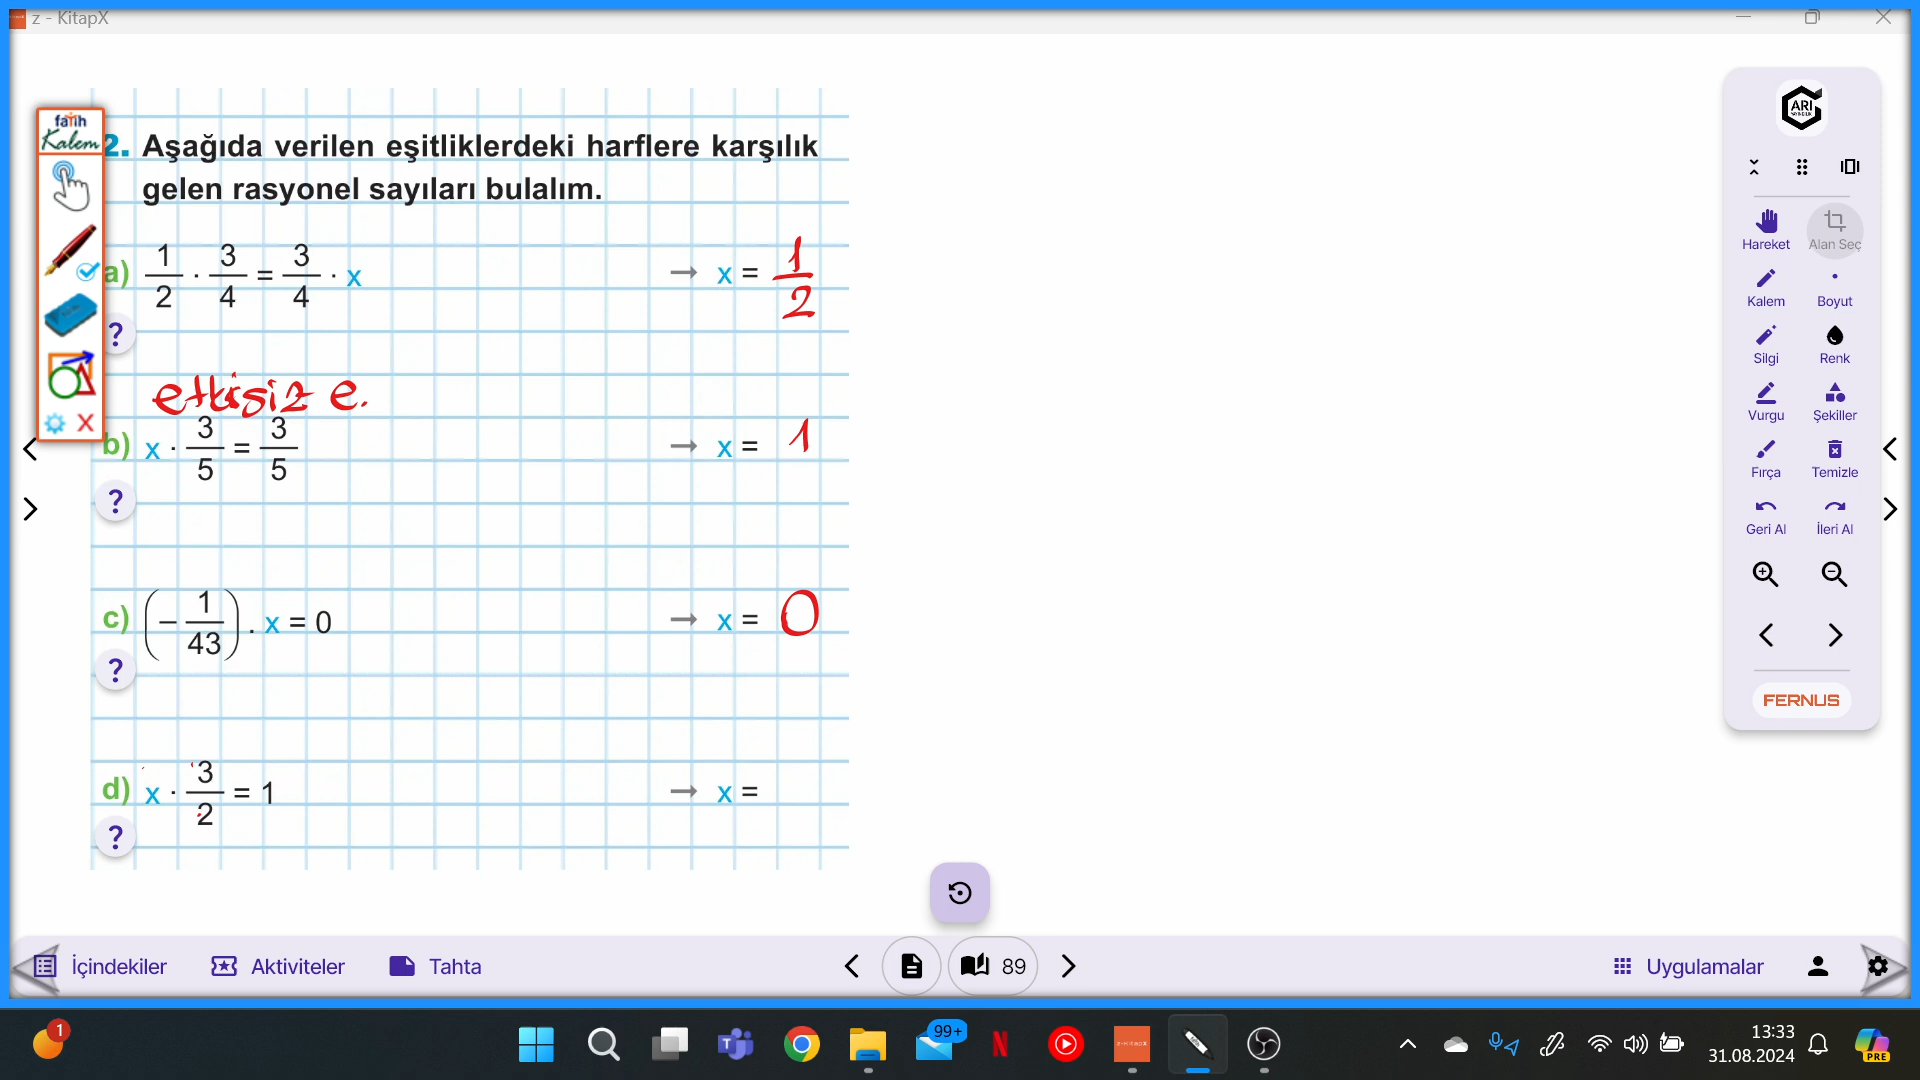 z - KitapX
fatih
Kalem
2. Aşağıda verilen eşitliklerdeki harflere karşılık
gelen rasyonel sayıları bulalım.
a) 1/2 · 3/4 = 3/4 · x → x = 1/2
?
etkisiz e.
b) x · 3/5 = 3/5 → x = 1
?
c) (− 1/43) . x = 0 → x = 0
?
d) x · 3/2 = 1 → x =
?
ARI
Hareket Alan Seç
Kalem Boyut
Silgi Renk
Vurgu Şekiller
Fırça Temizle
Geri Al İleri Al
FERNUS
İçindekiler Aktiviteler Tahta 89 Uygulamalar
1 99+ 13:33
31.08.2024
PRE